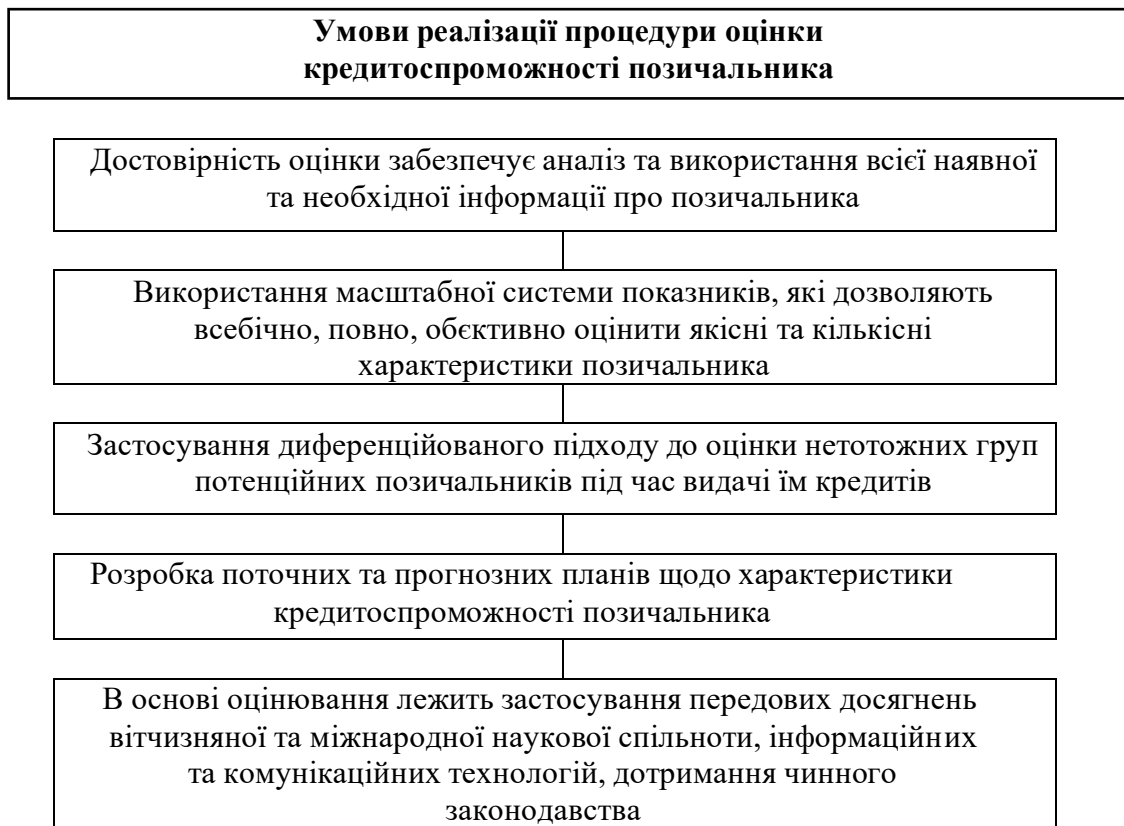 Умови реалізації процедури оцінки
кредитоспроможності позичальника
Достовірність оцінки забезпечує аналіз та використання всієї наявної
та необхідної інформації про позичальника
Використання масштабної системи показників, які дозволяють
всебічно, повно, обєктивно оцінити якісні та кількісні
характеристики позичальника
Застосування диференційованого підходу до оцінки нетотожних груп
потенційних позичальників під час видачі їм кредитів
Розробка поточних та прогнозних планів щодо характеристики
кредитоспроможності позичальника
В основі оцінювання лежить застосування передових досягнень
вітчизняної та міжнародної наукової спільноти, інформаційних
та комунікаційних технологій, дотримання чинного
законодавства